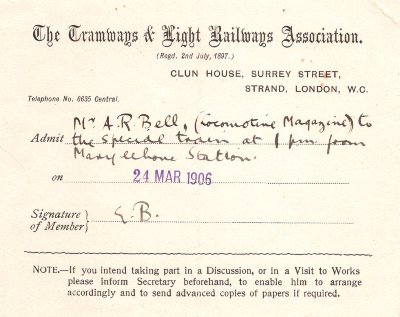 The Tramways & Light Railways Association.
(Regd. 2nd July, 1897.)
CLUN HOUSE, SURREY STREET,
STRAND, LONDON, W.C.
Telephone No. 6635 Central.
Mr A.R Bell, (Locomotive Magazine) to
Admit the special train at 1 pm from
Marylebone Station.
on 24 MAR 1906
Signature
of Member} E.B.
NOTE.—If you intend taking part in a Discussion, or in a Visit to Works
please inform Secretary beforehand, to enable him to arrange
accordingly and to send advanced copies of papers if required.